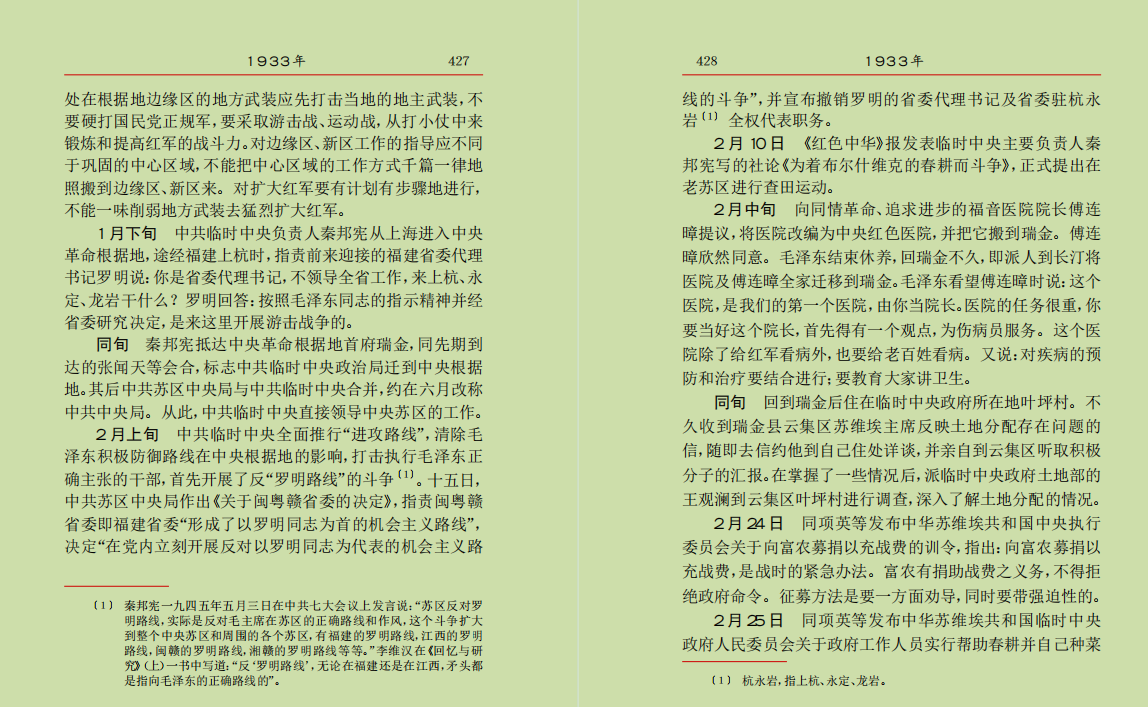 1933年 427
处在根据地边缘区的地方武装应先打击当地的地主武装,不
要硬打国民党正规军,要采取游击战、运动战,从打小仗中来
锻炼和提高红军的战斗力。对边缘区、新区工作的指导应不同
于巩固的中心区域,不能把中心区域的工作方式千篇一律地
照搬到边缘区、新区来。对扩大红军要有计划有步骤地进行,
不能一味削弱地方武装去猛烈扩大红军。
1月下旬 中共临时中央负责人秦邦宪从上海进入中央
革命根据地,途经福建上杭时,指责前来迎接的福建省委代理
书记罗明说:你是省委代理书记,不领导全省工作,来上杭、永
定、龙岩干什么?罗明回答:按照毛泽东同志的指示精神并经
省委研究决定,是来这里开展游击战争的。
同旬 秦邦宪抵达中央革命根据地首府瑞金,同先期到
达的张闻天等会合,标志中共临时中央政治局迁到中央根据
地。其后中共苏区中央局与中共临时中央合并,约在六月改称
中共中央局。从此,中共临时中央直接领导中央苏区的工作。
2月上旬 中共临时中央全面推行“进攻路线”,清除毛
泽东积极防御路线在中央根据地的影响,打击执行毛泽东正
确主张的干部,首先开展了反“罗明路线”的斗争〔1〕。十五日,
中共苏区中央局作出《关于闽粤赣省委的决定》,指责闽粤赣
省委即福建省委“形成了以罗明同志为首的机会主义路线”,
决定“在党内立刻开展反对以罗明同志为代表的机会主义路
〔1〕 秦邦宪一九四五年五月三日在中共七大会议上发言说:“苏区反对罗
明路线,实际是反对毛主席在苏区的正确路线和作风,这个斗争扩大
到整个中央苏区和周围的各个苏区,有福建的罗明路线,江西的罗明
路线,闽赣的罗明路线,湘赣的罗明路线等等。”李维汉在《回忆与研
究》(上)一书中写道:“反‘罗明路线’,无论在福建还是在江西,矛头都
是指向毛泽东的正确路线的”。
428 1933年
线的斗争”,并宣布撤销罗明的省委代理书记及省委驻杭永
岩〔1〕 全权代表职务。
2月10日 《红色中华》报发表临时中央主要负责人秦
邦宪写的社论《为着布尔什维克的春耕而斗争》,正式提出在
老苏区进行查田运动。
2月中旬 向同情革命、追求进步的福音医院院长傅连
暲提议,将医院改编为中央红色医院,并把它搬到瑞金。傅连
暲欣然同意。毛泽东结束休养,回瑞金不久,即派人到长汀将
医院及傅连暲全家迁移到瑞金。毛泽东看望傅连暲时说:这个
医院,是我们的第一个医院,由你当院长。医院的任务很重,你
要当好这个院长,首先得有一个观点,为伤病员服务。这个医
院除了给红军看病外,也要给老百姓看病。又说:对疾病的预
防和治疗要结合进行;要教育大家讲卫生。
同旬 回到瑞金后住在临时中央政府所在地叶坪村。不
久收到瑞金县云集区苏维埃主席反映土地分配存在问题的
信,随即去信约他到自己住处详谈,并亲自到云集区听取积极
分子的汇报。在掌握了一些情况后,派临时中央政府土地部的
王观澜到云集区叶坪村进行调查,深入了解土地分配的情况。
2月24日 同项英等发布中华苏维埃共和国中央执行
委员会关于向富农募捐以充战费的训令,指出:向富农募捐以
充战费,是战时的紧急办法。富农有捐助战费之义务,不得拒
绝政府命令。征募方法是要一方面劝导,同时要带强迫性的。
2月25日 同项英等发布中华苏维埃共和国临时中央
政府人民委员会关于政府工作人员实行帮助春耕并自己种菜
〔1〕 杭永岩,指上杭、永定、龙岩。